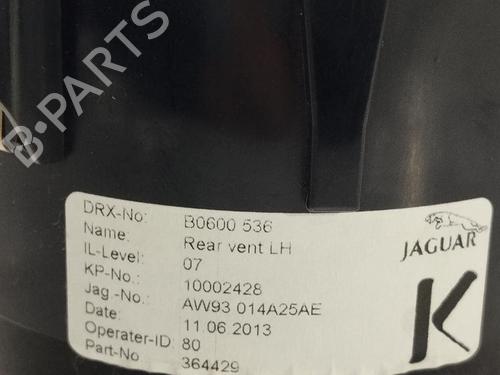 B-PARTS
DRX-No: B0600 536
Name: Rear vent LH
IL-Level: 07
KP-No.: 10002428
Jag.-No.: AW93 014A25AE
Date: 11.06 2013
Operater-ID: 80
Part-No 364429
JAGUAR
K